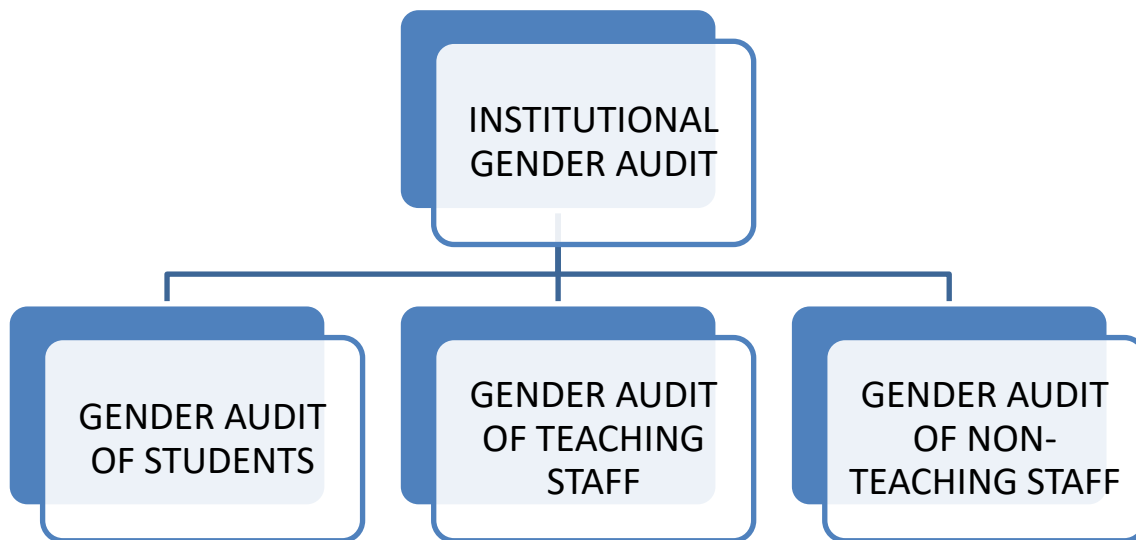 INSTITUTIONAL
GENDER AUDIT
GENDER AUDIT
OF STUDENTS
GENDER AUDIT
OF TEACHING
STAFF
GENDER AUDIT
OF NON-
TEACHING STAFF